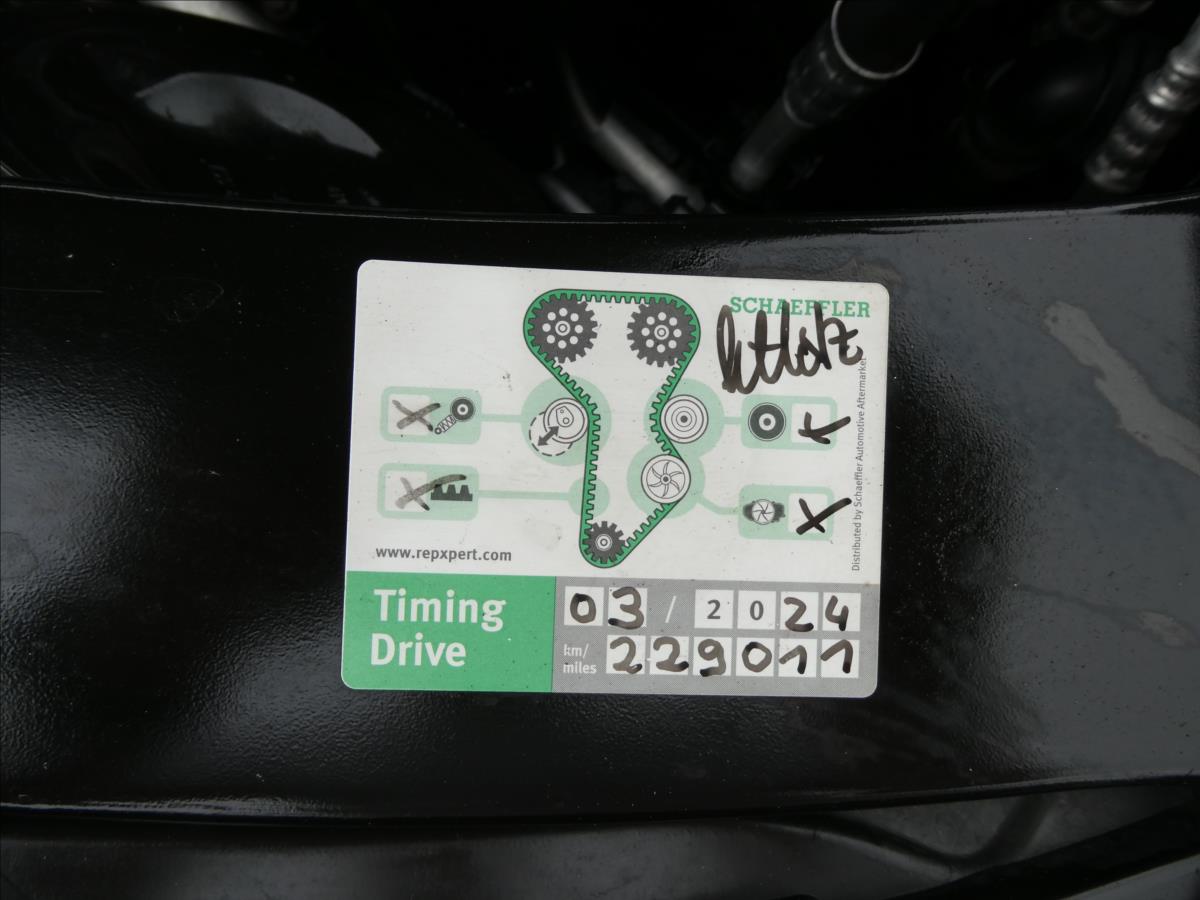 SCHAEFFLER
Distributed by Schaeffler Automotive Aftermarket
X
X
X
X
www.repxpert.com
Timing
Drive
03 / 2024
km/
miles
229011